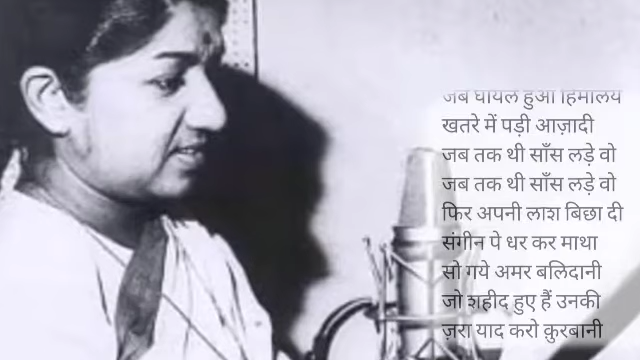 जब घायल हुआ हिमालय
खतरे में पड़ी आज़ादी
जब तक थी साँस लड़े वो
जब तक थी साँस लड़े वो
फिर अपनी लाश बिछा दी
संगीन पे धर कर माथा
सो गये अमर बलिदानी
जो शहीद हुए हैं उनकी
ज़रा याद करो क़ुरबानी